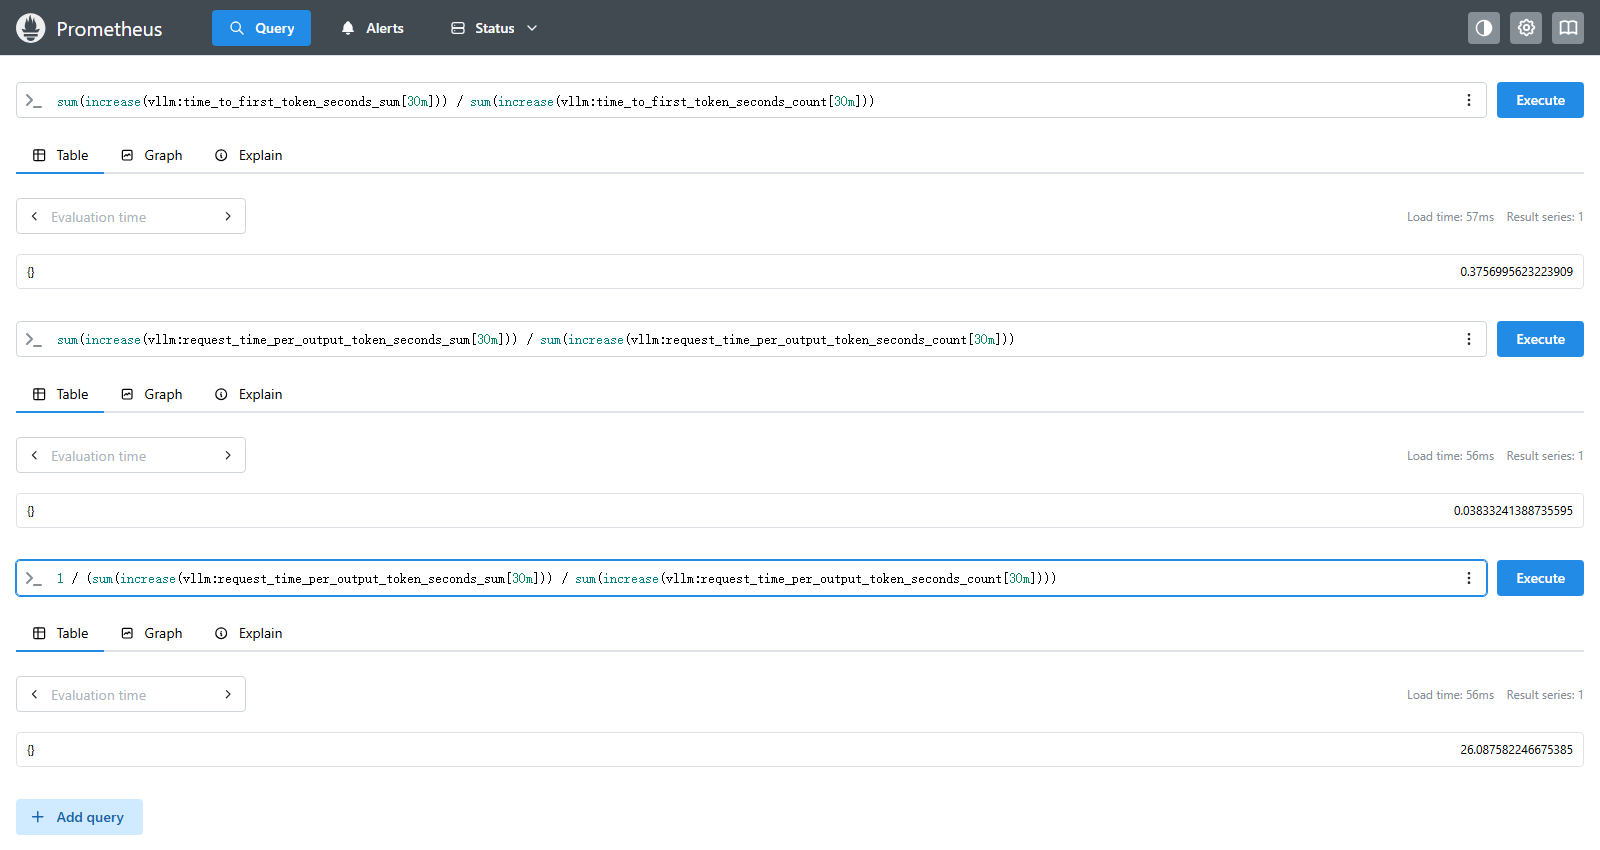 Prometheus Query Alerts Status
>_ sum(increase(vllm:time_to_first_token_seconds_sum[30m])) / sum(increase(vllm:time_to_first_token_seconds_count[30m])) Execute
Table Graph Explain
Evaluation time Load time: 57ms Result series: 1
{} 0.3756995623223909
>_ sum(increase(vllm:request_time_per_output_token_seconds_sum[30m])) / sum(increase(vllm:request_time_per_output_token_seconds_count[30m])) Execute
Table Graph Explain
Evaluation time Load time: 56ms Result series: 1
{} 0.03833241388735595
>_ 1 / (sum(increase(vllm:request_time_per_output_token_seconds_sum[30m])) / sum(increase(vllm:request_time_per_output_token_seconds_count[30m]))) Execute
Table Graph Explain
Evaluation time Load time: 56ms Result series: 1
{} 26.087582246675385
+ Add query